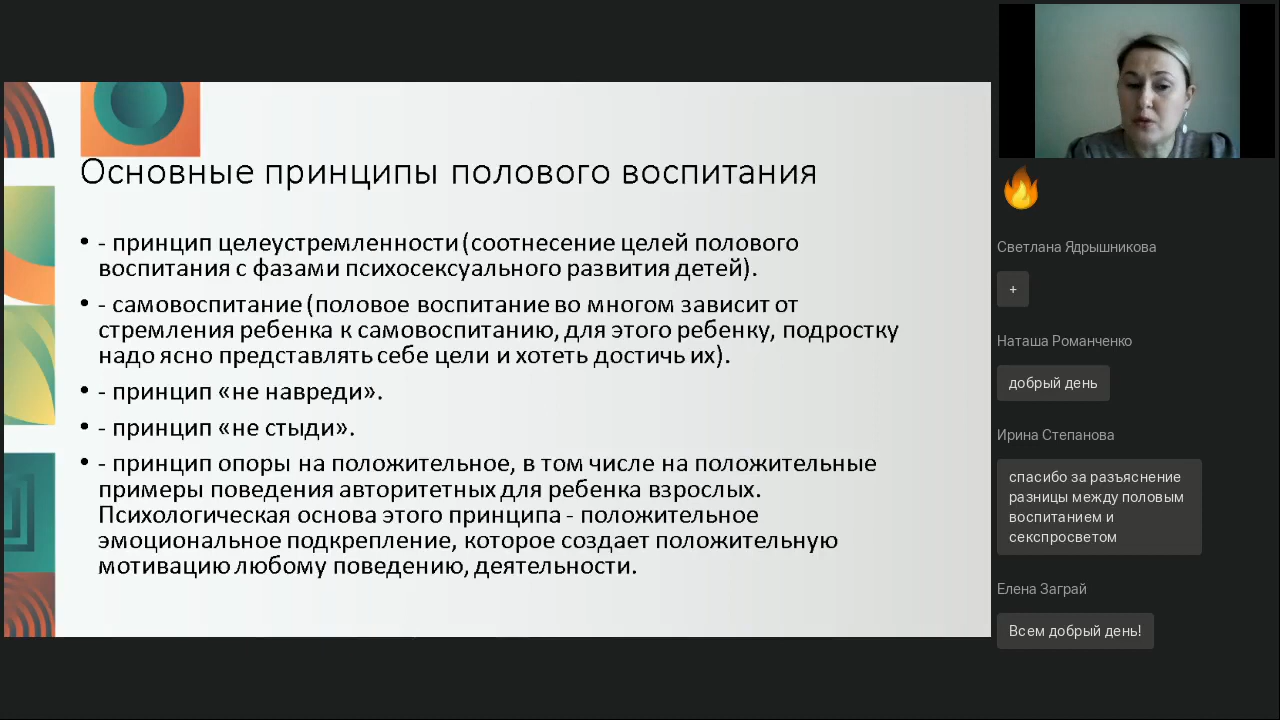 Основные принципы полового воспитания
• - принцип целеустремленности (соотнесение целей полового
воспитания с фазами психосексуального развития детей).
• - самовоспитание (половое воспитание во многом зависит от
стремления ребенка к самовоспитанию, для этого ребенку, подростку
надо ясно представлять себе цели и хотеть достичь их).
• - принцип «не навреди».
• - принцип «не стыди».
• - принцип опоры на положительное, в том числе на положительные
примеры поведения авторитетных для ребенка взрослых.
Психологическая основа этого принципа - положительное
эмоциональное подкрепление, которое создает положительную
мотивацию любому поведению, деятельности.
Светлана Ядрышникова
+
Наташа Романченко
добрый день
Ирина Степанова
спасибо за разъяснение
разницы между половым
воспитанием и
секспросветом
Елена Заграй
Всем добрый день!